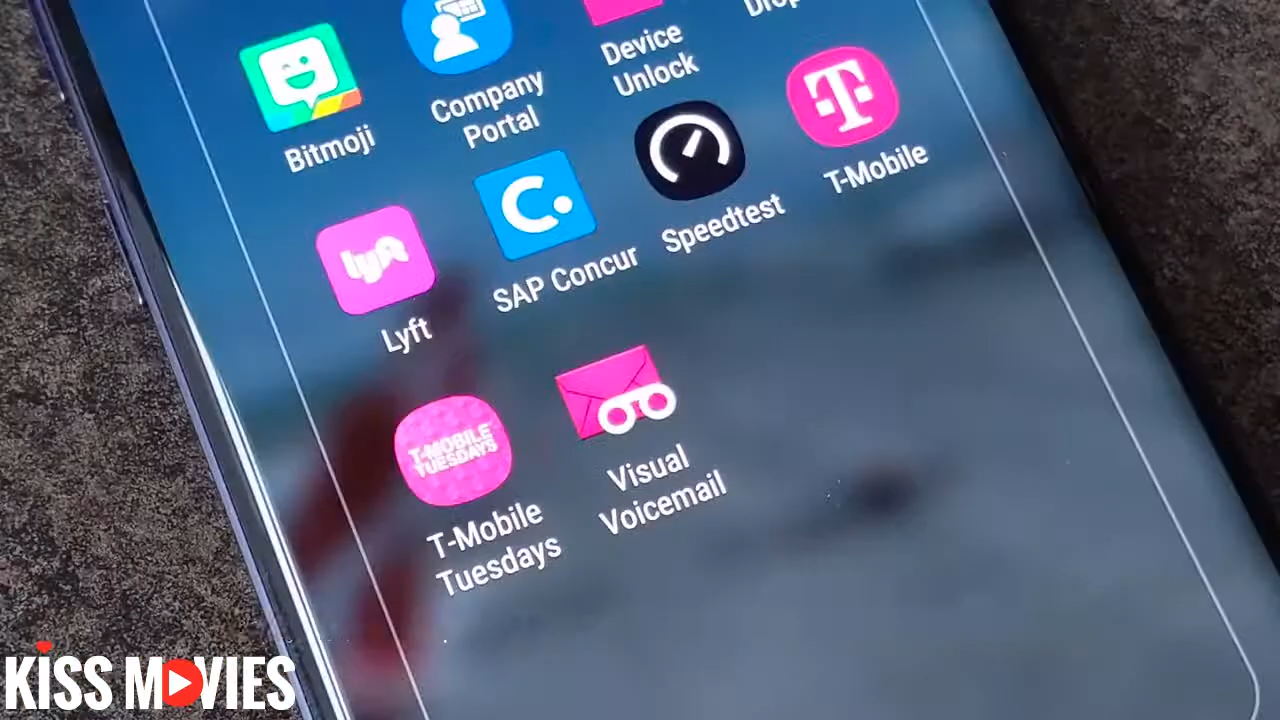 Bitmoji
Company
Portal
Device
Unlock
Drop
lyft
Lyft
C.
SAP Concur
Speedtest
T
T-Mobile
T-MOBILE
TUESDAYS
T-Mobile
Tuesdays
Visual
Voicemail
KISS MOVIES